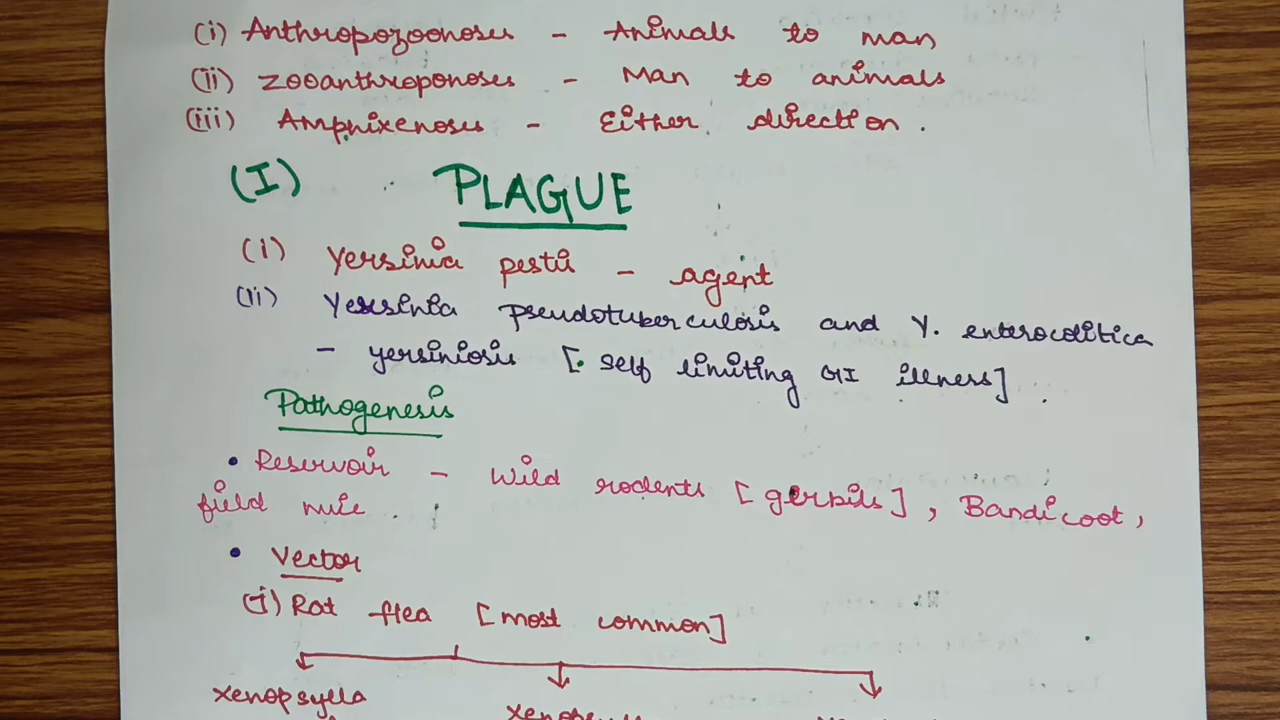 (i) Anthropozoonoses - Animals to man
(ii) Zooanthroponoses - Man to animals
(iii) Amphixenoses - Either direction.
(I) PLAGUE
(i) Yersinia pestis - agent
(ii) Yersinia pseudotuberculosis and Y. enterocolitica
- yersiniosis [self limiting GI illness].
Pathogenesis
• Reservoir - Wild rodents [gerbils], Bandicoot,
field mice.
• Vector
(i) Rat flea [most common]
xenopsylla